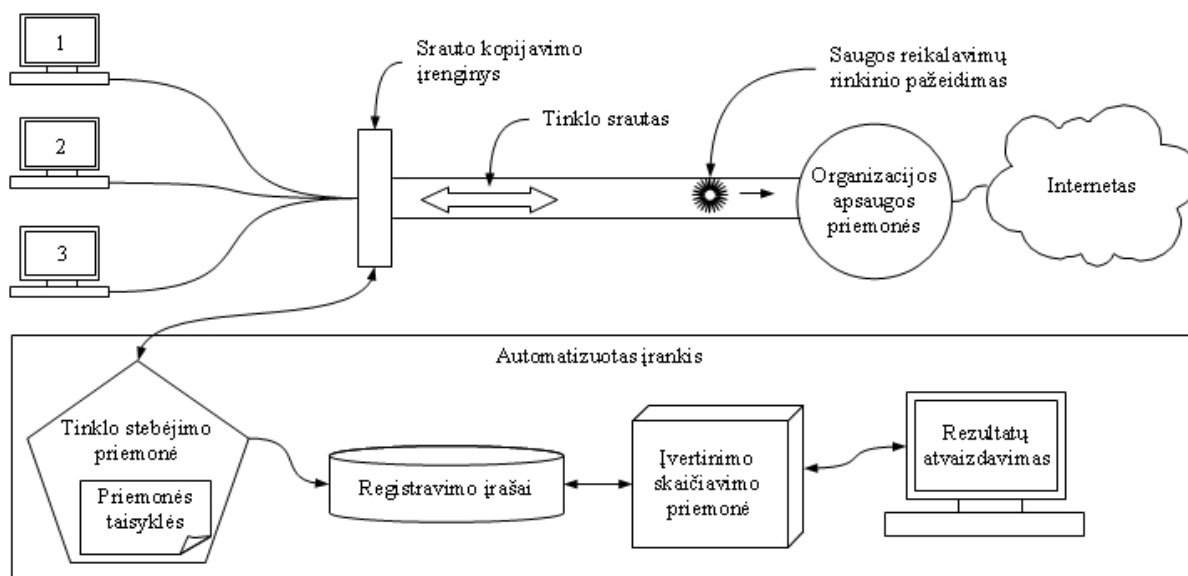 1
2
3
Srauto kopijavimo
įrenginys
Tinklo srautas
Saugos reikalavimų
rinkinio pažeidimas
Organizacijos
apsaugos
priemonės
Internetas
Automatizuotas įrankis
Tinklo stebėjimo
priemonė
Priemonės
taisyklės
Registravimo įrašai
Įvertinimo
skaičiavimo
priemonė
Rezultatų
atvaizdavimas